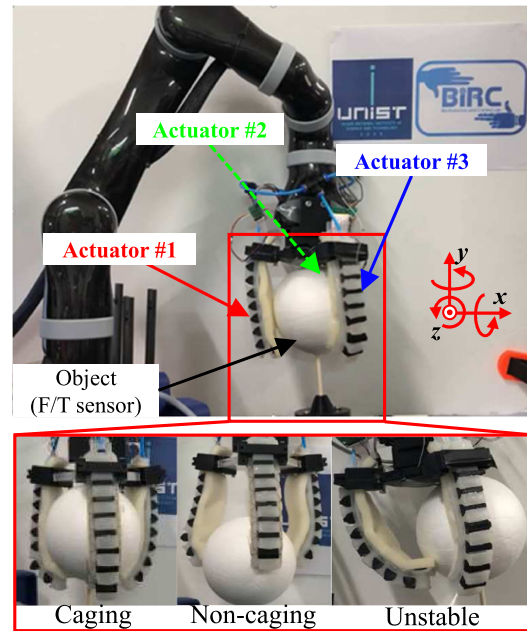 UNIST
BiRC
Actuator #2
Actuator #3
Actuator #1
y
x
z
Object
(F/T sensor)
Caging
Non-caging
Unstable